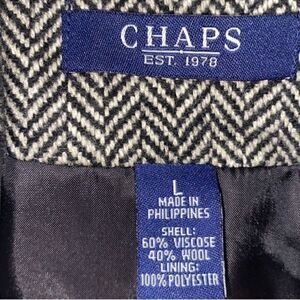 CHAPS
EST. 1978
L
MADE IN
PHILIPPINES
SHELL:
60% VISCOSE
40% WOOL
LINING:
100% POLYESTER